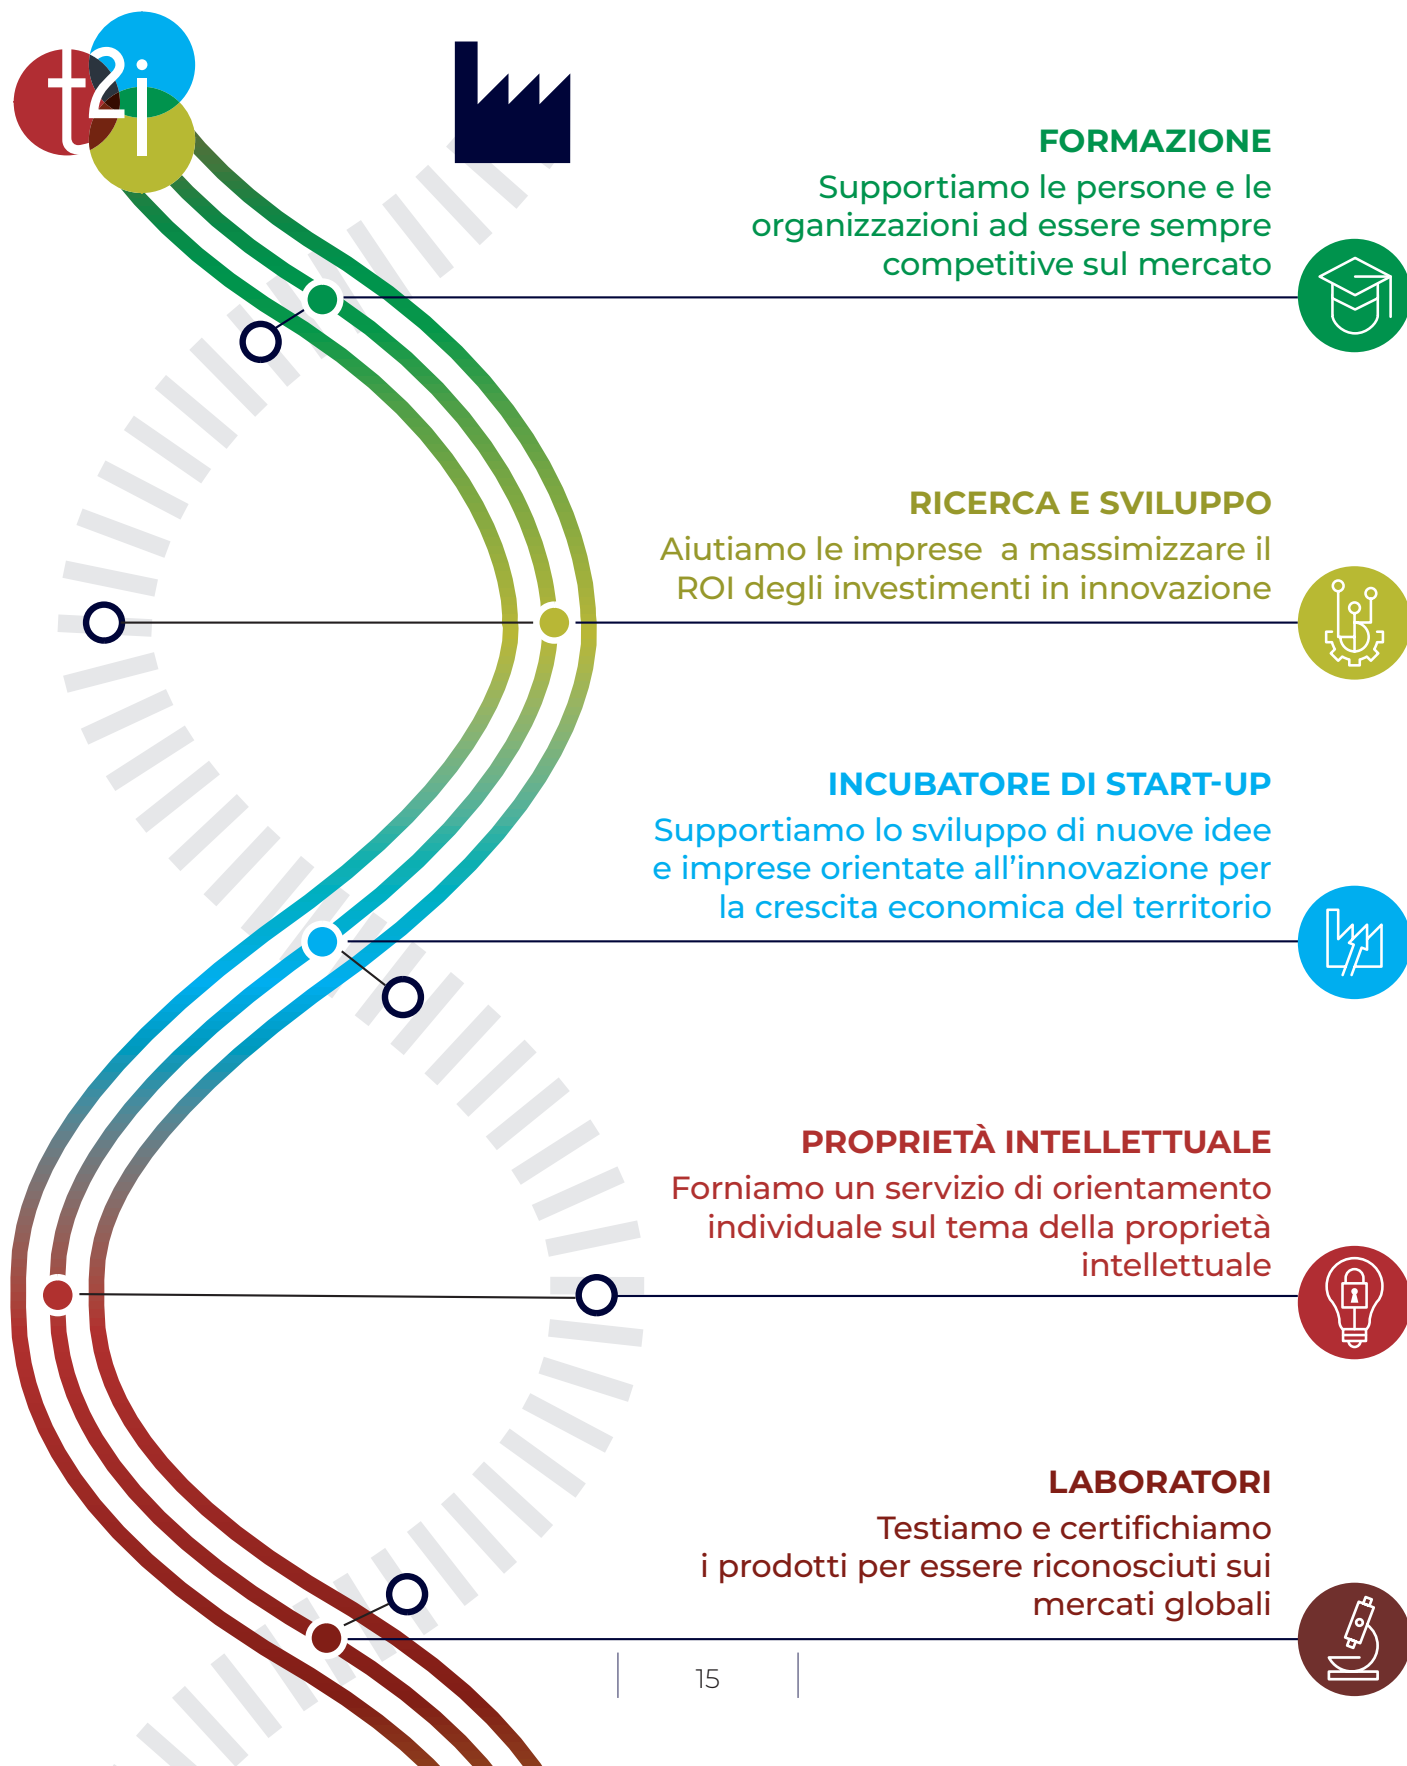 t2i
FORMAZIONE
Supportiamo le persone e le
organizzazioni ad essere sempre
competitive sul mercato
RICERCA E SVILUPPO
Aiutiamo le imprese  a massimizzare il
ROI degli investimenti in innovazione
INCUBATORE DI START-UP
Supportiamo lo sviluppo di nuove idee
e imprese orientate all’innovazione per
la crescita economica del territorio
PROPRIETÀ INTELLETTUALE
Forniamo un servizio di orientamento
individuale sul tema della proprietà
intellettuale
LABORATORI
Testiamo e certifichiamo
i prodotti per essere riconosciuti sui
mercati globali
15